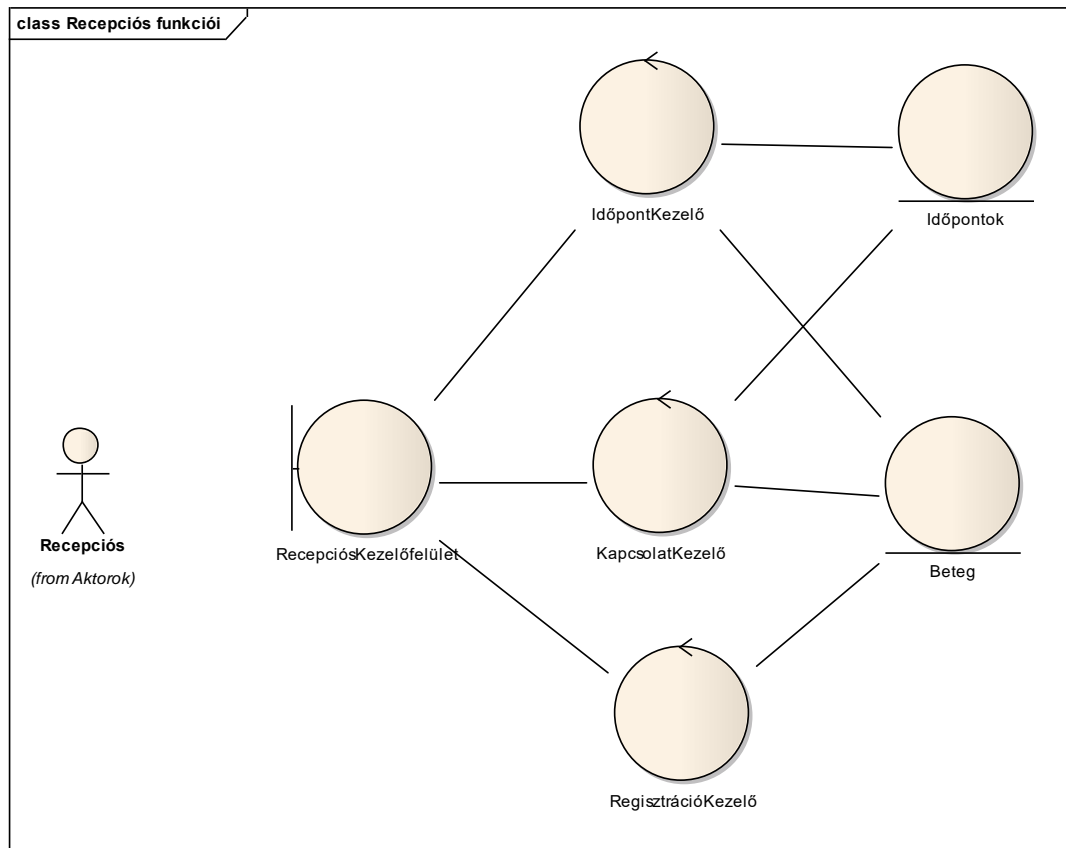 class Recepciós funkciói
IdőpontKezelő
Időpontok
Recepciós
(from Aktorok)
RecepciósKezelőfelület
KapcsolatKezelő
Beteg
RegisztrációKezelő